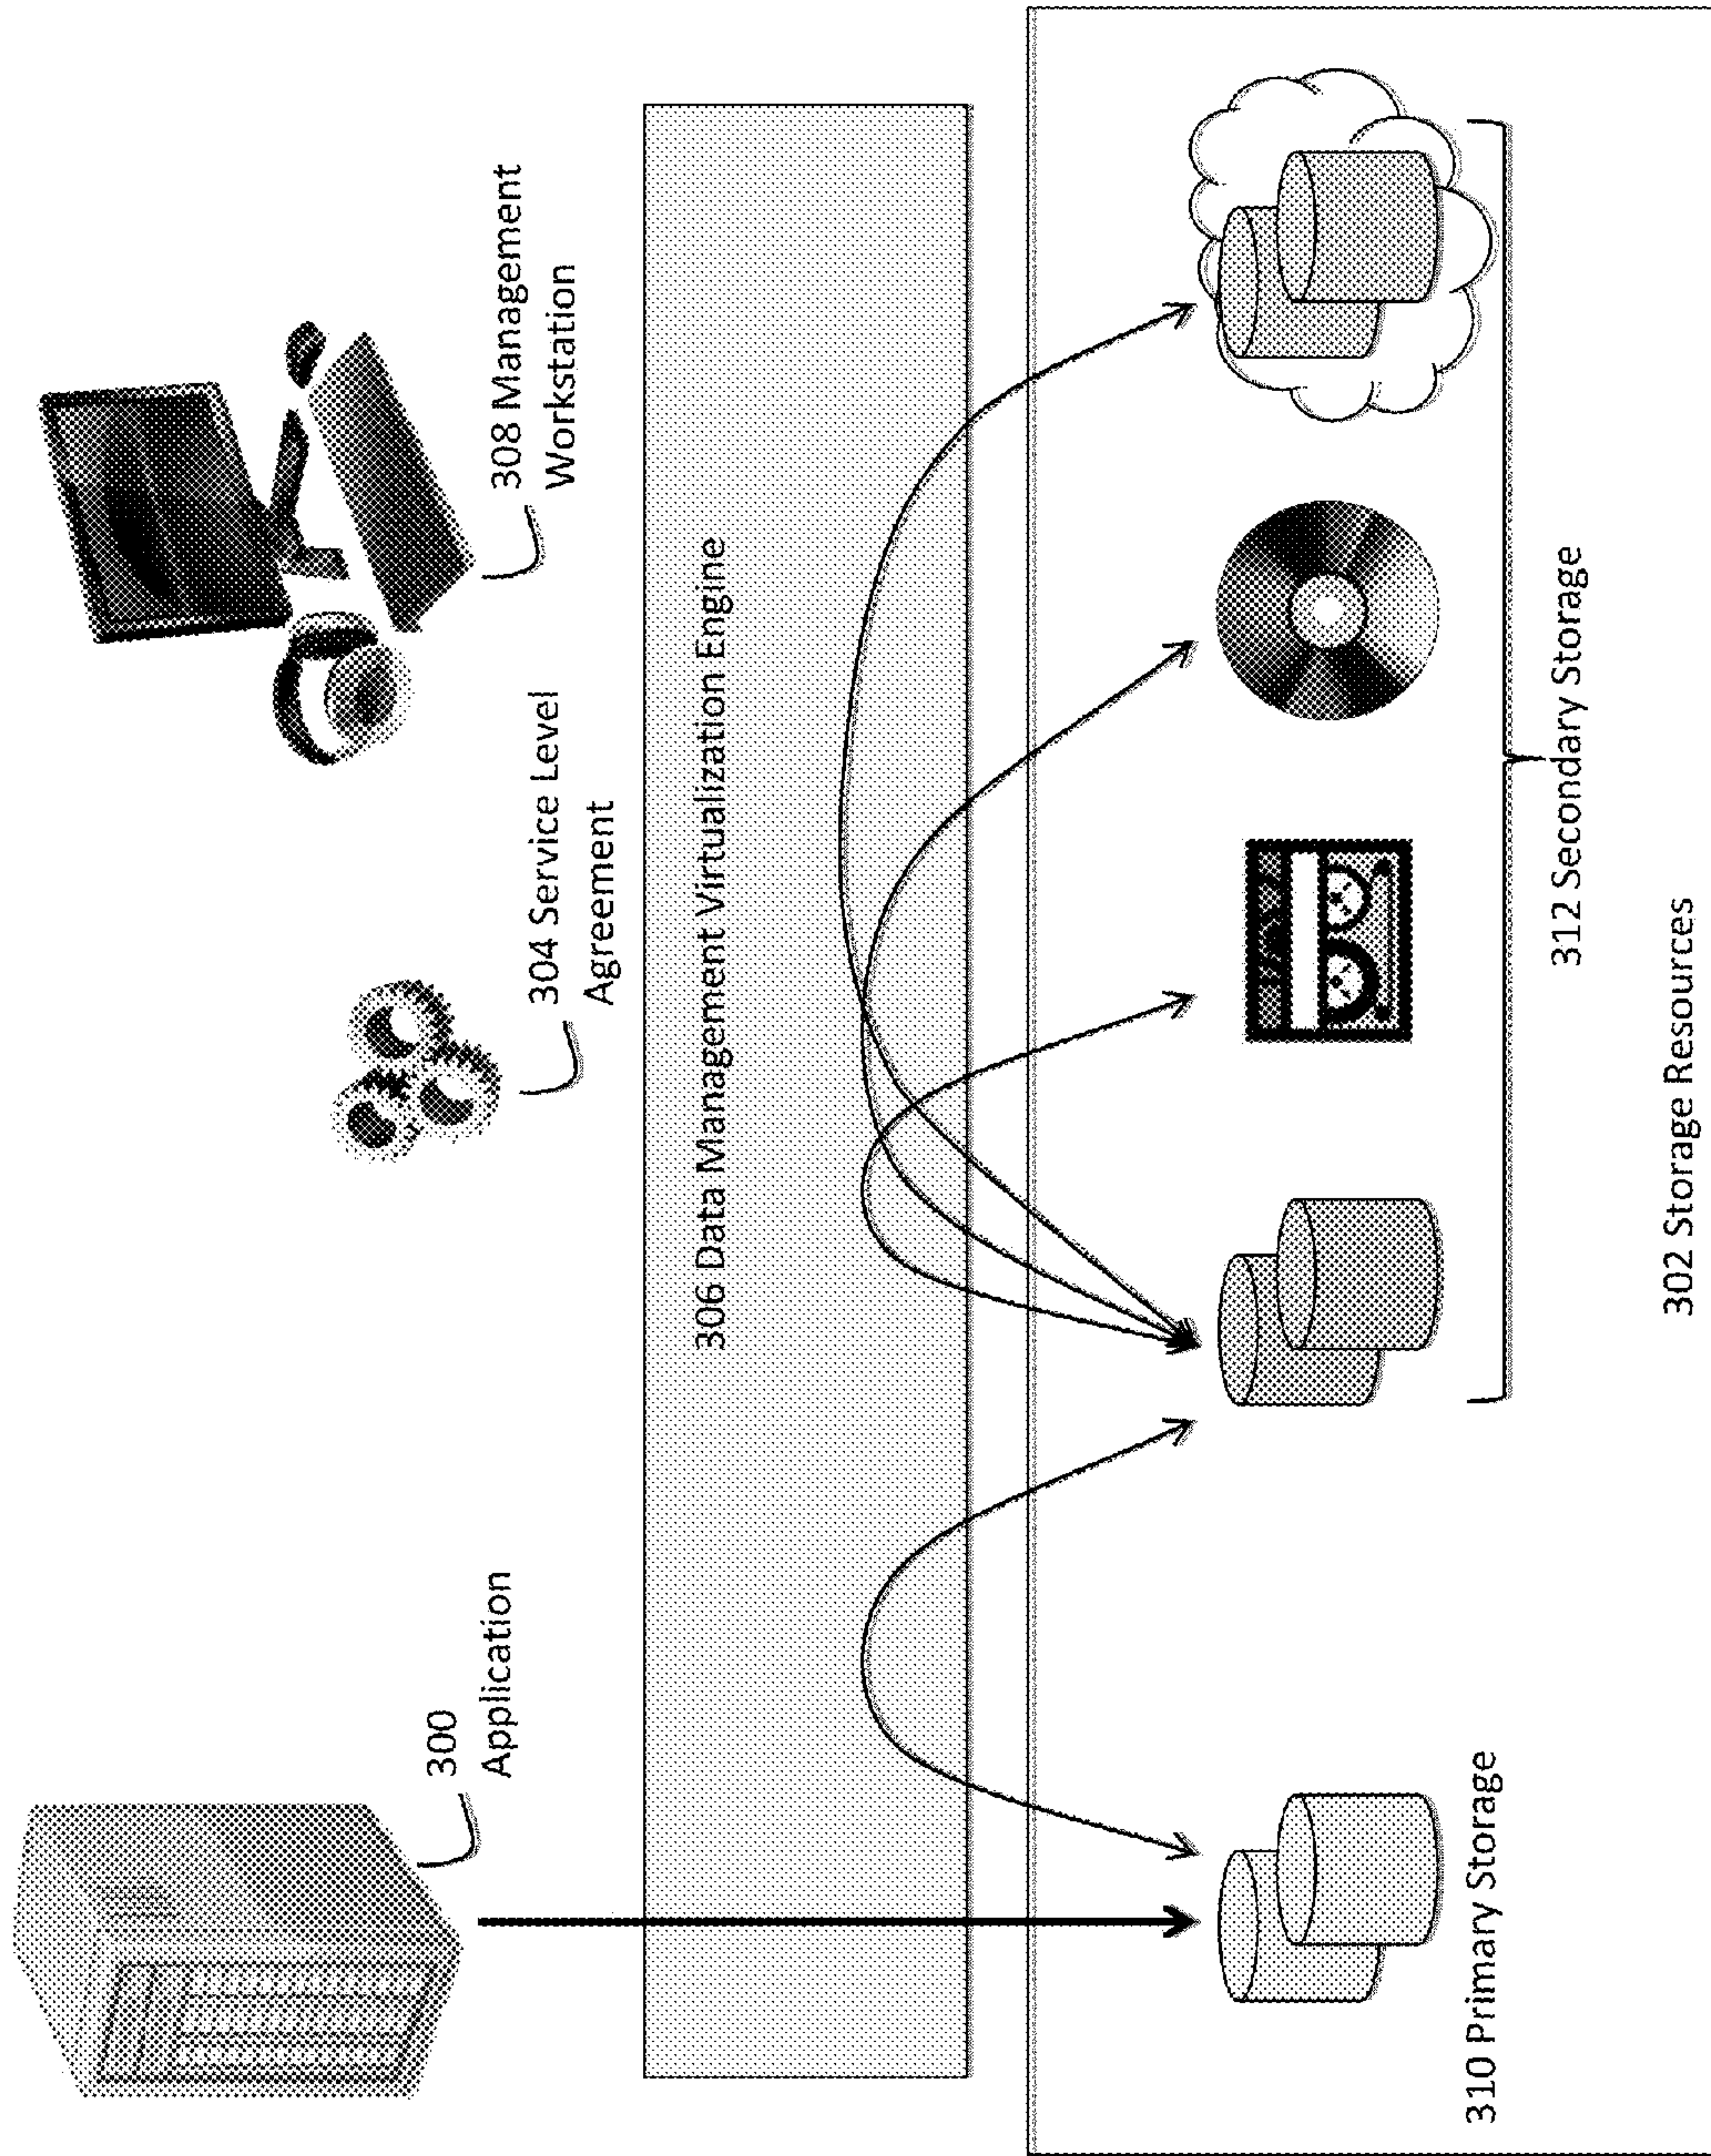 300
Application
304 Service Level
Agreement
308 Management
Workstation
306 Data Management Virtualization Engine
310 Primary Storage
312 Secondary Storage
302 Storage Resources